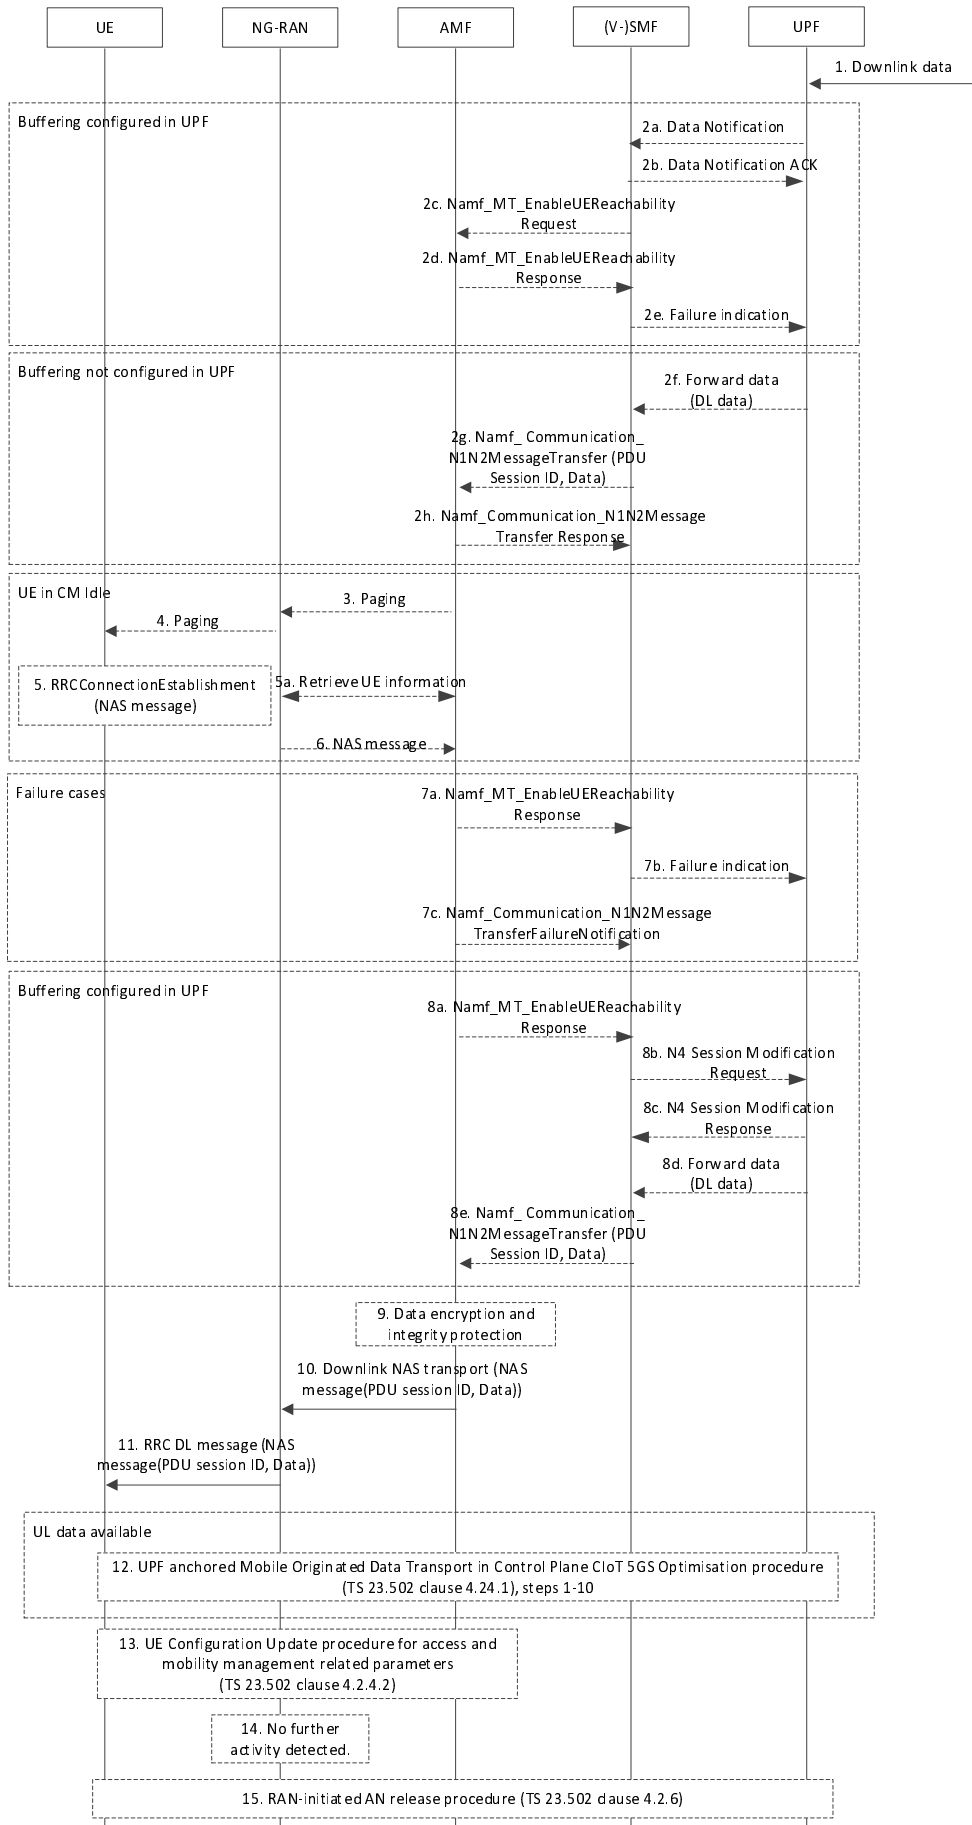 UE
NG-RAN
AMF
(V-)SMF
UPF
1. Downlink data
Buffering configured in UPF
2a. Data Notification
2b. Data Notification ACK
2c. Namf_MT_EnableUEReachability
Request
2d. Namf_MT_EnableUEReachability
Response
2e. Failure indication
Buffering not configured in UPF
2f. Forward data
(DL data)
2g. Namf_ Communication_
N1N2MessageTransfer (PDU
Session ID, Data)
2h. Namf_Communication_N1N2Message
Transfer Response
UE in CM Idle
3. Paging
4. Paging
5. RRCConnectionEstablishment
(NAS message)
5a. Retrieve UE information
6. NAS message
Failure cases
7a. Namf_MT_EnableUEReachability
Response
7b. Failure indication
7c. Namf_Communication_N1N2Message
TransferFailureNotification
Buffering configured in UPF
8a. Namf_MT_EnableUEReachability
Response
8b. N4 Session Modification
Request
8c. N4 Session Modification
Response
8d. Forward data
(DL data)
8e. Namf_ Communication_
N1N2MessageTransfer (PDU
Session ID, Data)
9. Data encryption and
integrity protection
10. Downlink NAS transport (NAS
message(PDU session ID, Data))
11. RRC DL message (NAS
message(PDU session ID, Data))
UL data available
12. UPF anchored Mobile Originated Data Transport in Control Plane CIoT 5GS Optimisation procedure
(TS 23.502 clause 4.24.1), steps 1-10
13. UE Configuration Update procedure for access and
mobility management related parameters
(TS 23.502 clause 4.2.4.2)
14. No further
activity detected.
15. RAN-initiated AN release procedure (TS 23.502 clause 4.2.6)